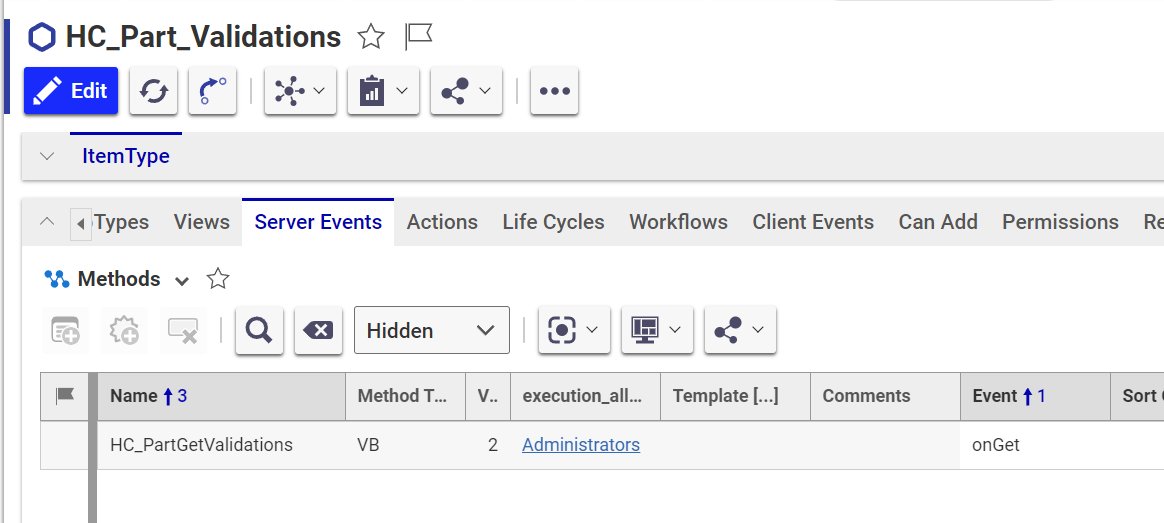 HC_Part_Validations
Edit
ItemType
Types Views Server Events Actions Life Cycles Workflows Client Events Can Add Permissions Re
Methods
Hidden
Name 3 Method T... V.. execution_all... Template [...] Comments Event 1 Sort
HC_PartGetValidations VB 2 Administrators onGet